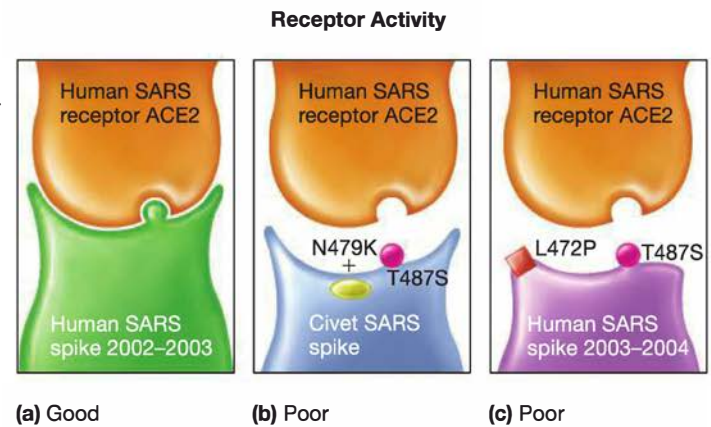 Receptor Activity
Human SARS
receptor ACE2
Human SARS
spike 2002–2003
(a) Good
Human SARS
receptor ACE2
N479K
+
T487S
Civet SARS
spike
(b) Poor
Human SARS
receptor ACE2
L472P
T487S
Human SARS
spike 2003–2004
(c) Poor